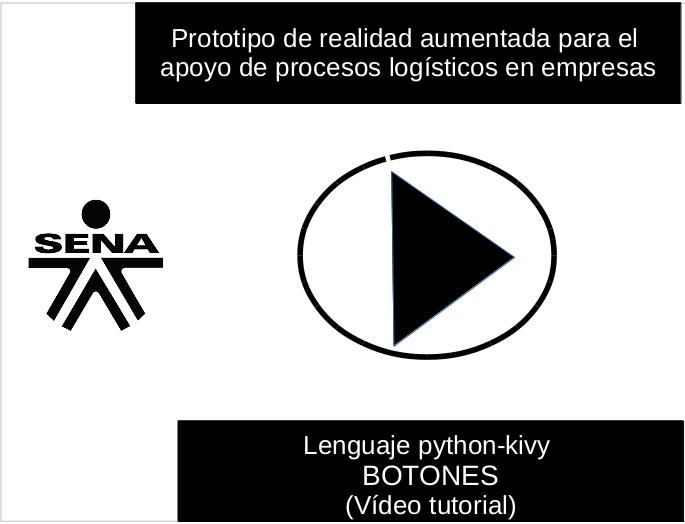 Prototipo de realidad aumentada para el
apoyo de procesos logísticos en empresas
SENA
Lenguaje python-kivy
BOTONES
(Vídeo tutorial)